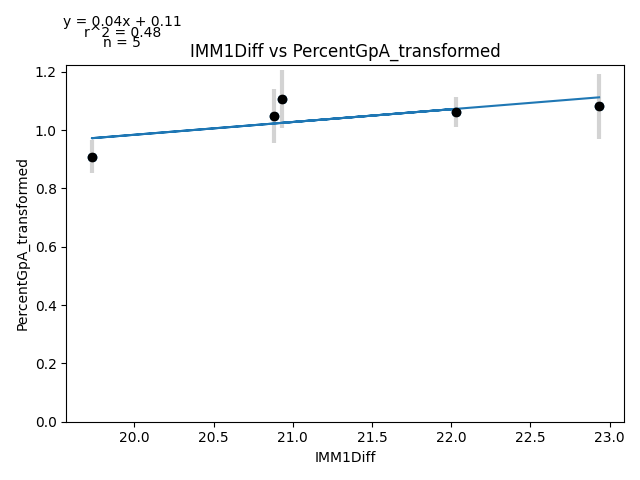 y = 0.04x + 0.11
r^2 = 0.48
n = 5
IMM1Diff vs PercentGpA_transformed
PercentGpA_transformed
1.2
1.0
0.8
0.6
0.4
0.2
0.0
20.0 20.5 21.0 21.5 22.0 22.5 23.0
IMM1Diff